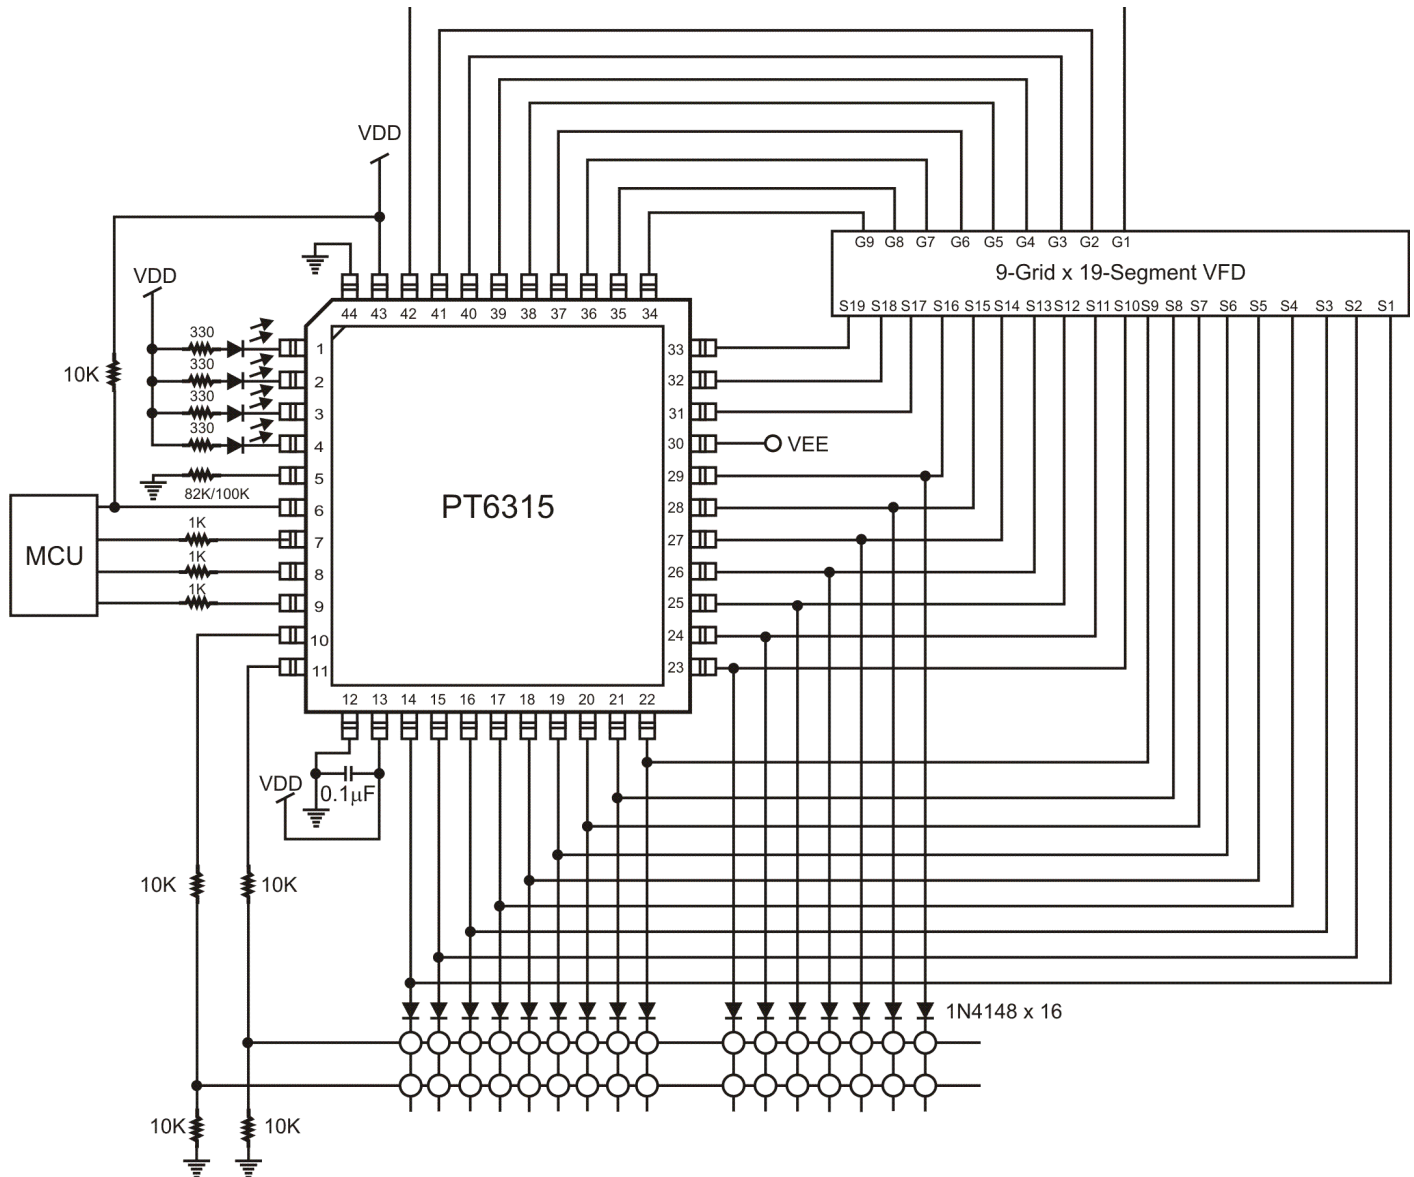 VDD
G9 G8 G7 G6 G5 G4 G3 G2 G1
9-Grid x 19-Segment VFD
S19 S18 S17 S16 S15 S14 S13 S12 S11 S10 S9 S8 S7 S6 S5 S4 S3 S2 S1
VDD
44 43 42 41 40 39 38 37 36 35 34
330
1
33
330
10K
2
32
330
3
31
330
4
30
VEE
5
29
82K/100K
6
PT6315
28
1K
7
27
MCU
1K
8
26
1K
9
25
10
24
11
23
12 13 14 15 16 17 18 19 20 21 22
VDD
0.1μF
10K
10K
1N4148 x 16
10K
10K